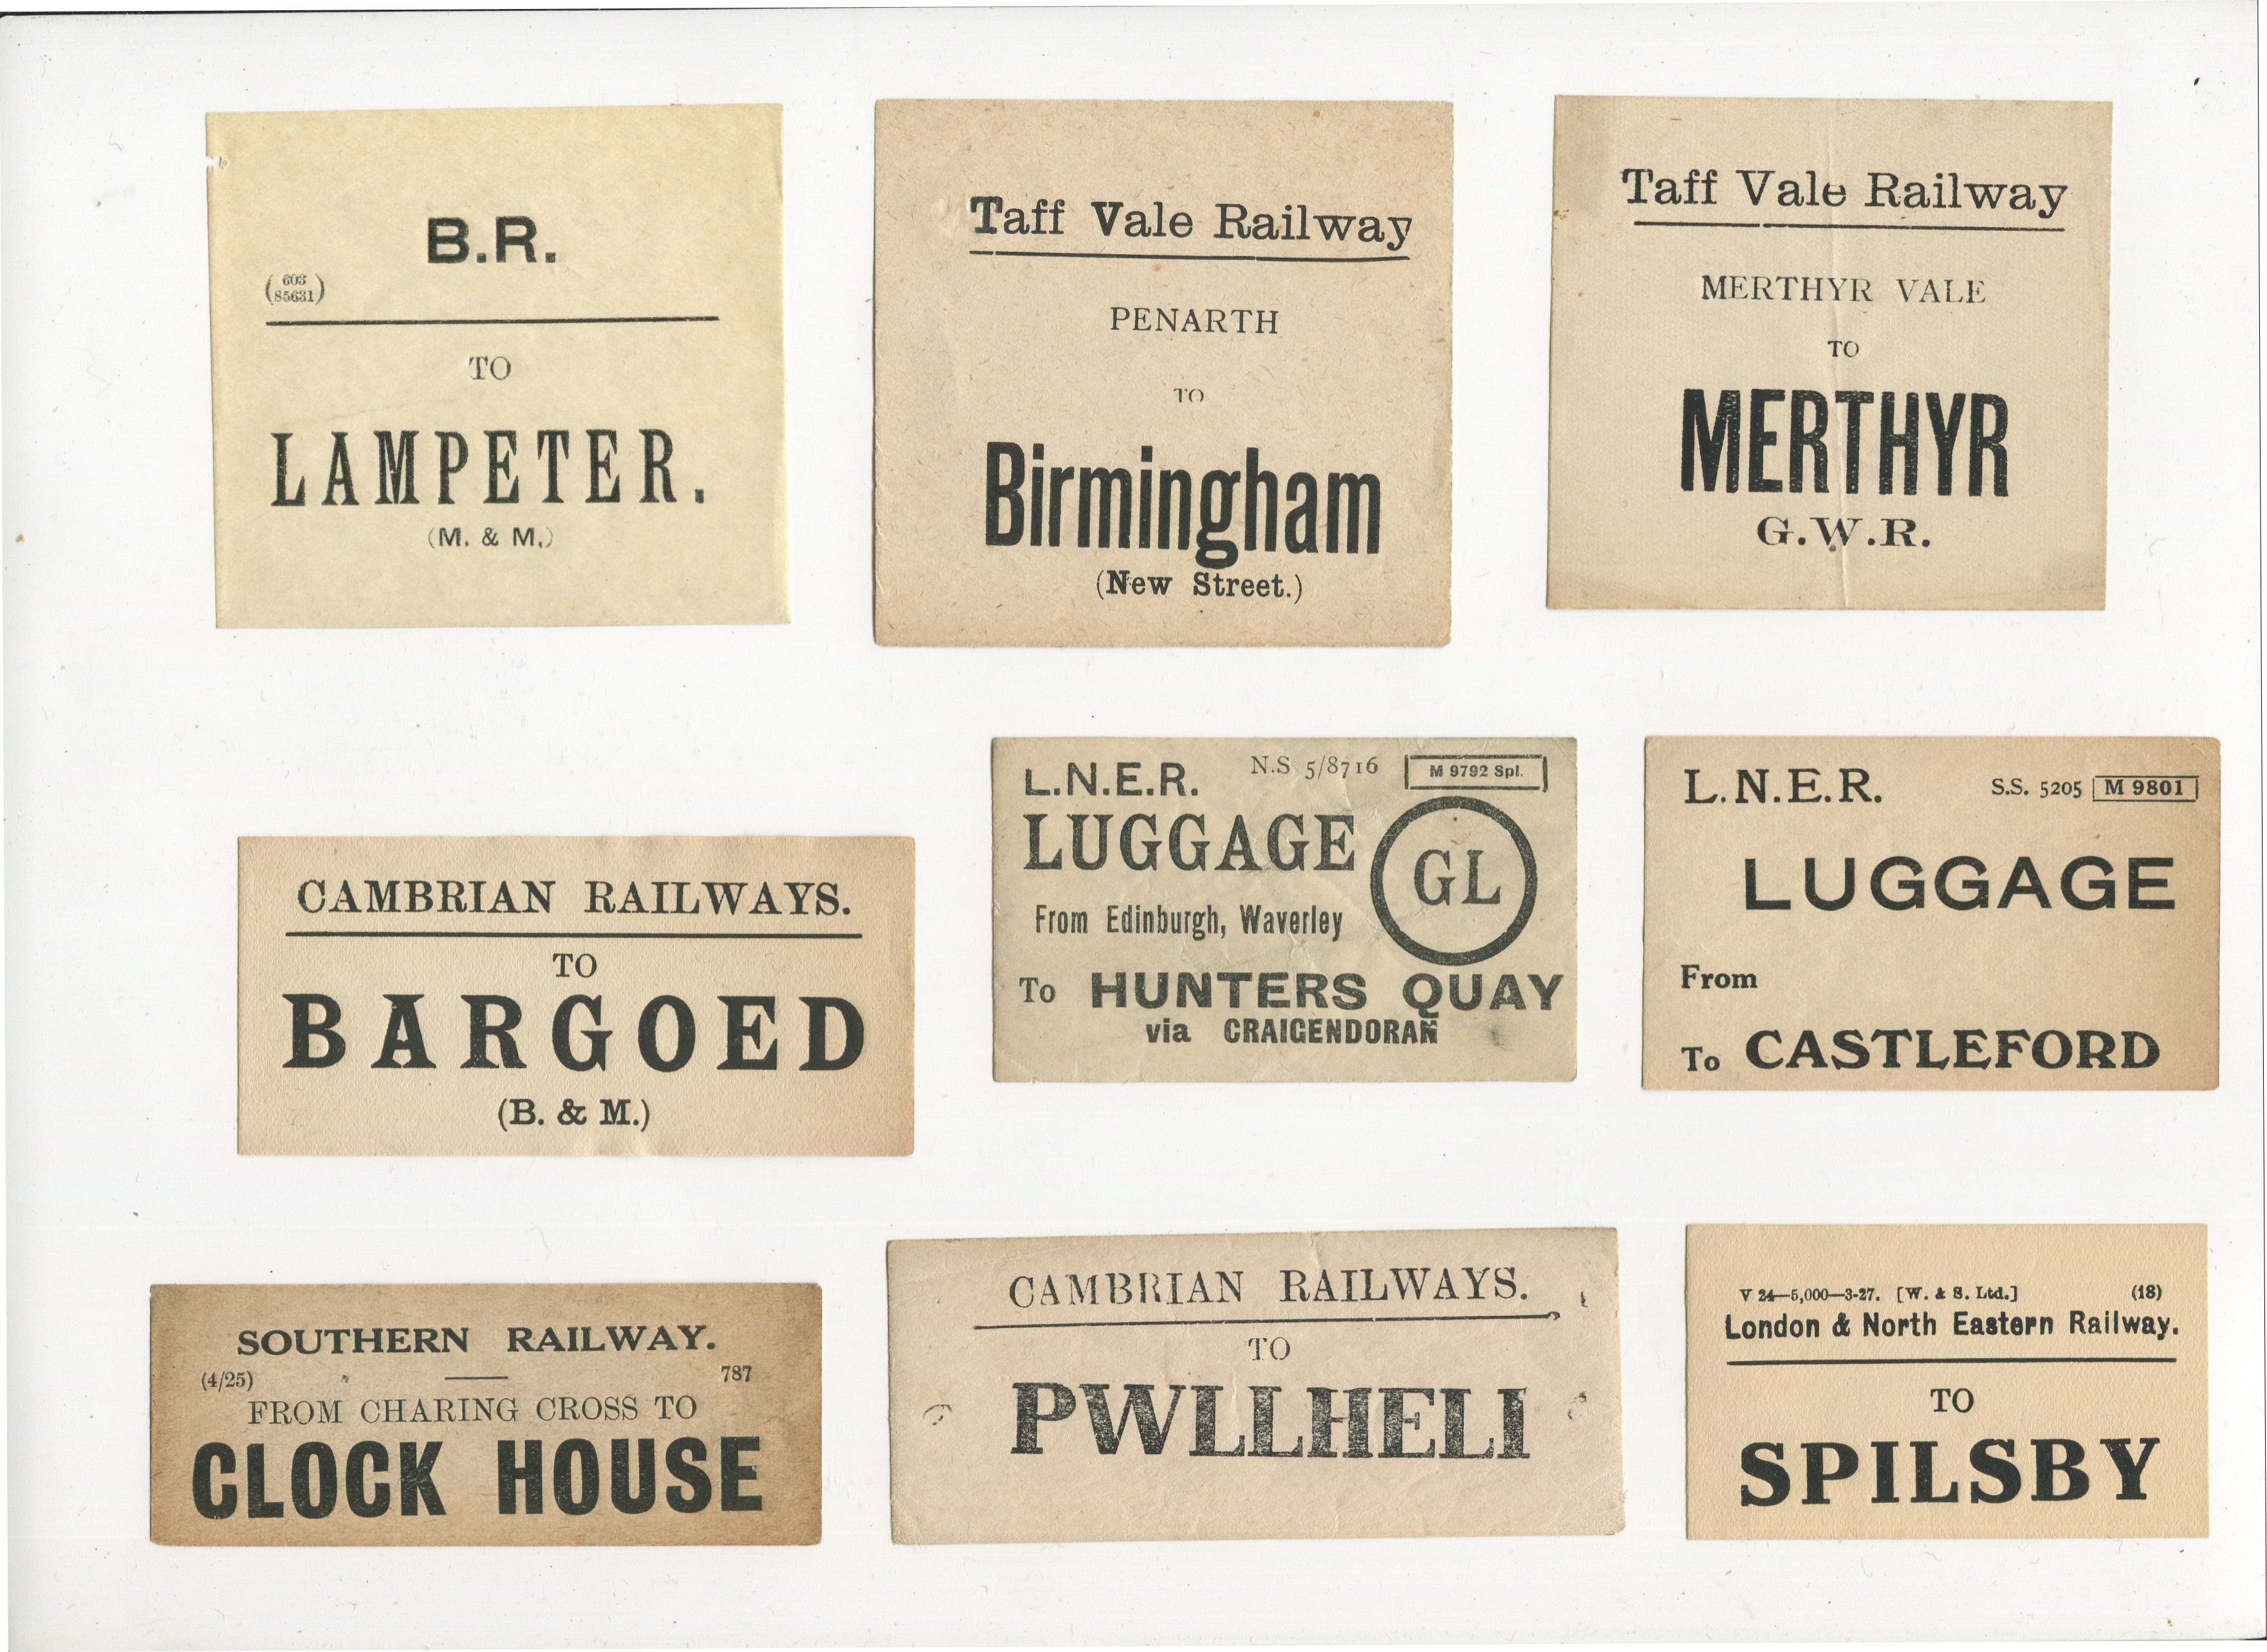 B.R.
(603
85631)
TO
LAMPETER.
(M. & M.)
Taff Vale Railway
PENARTH
TO
Birmingham
(New Street.)
Taff Vale Railway
MERTHYR VALE
TO
MERTHYR
G.W.R.
CAMBRIAN RAILWAYS.
TO
BARGOED
(B. & M.)
L.N.E.R. N.S 5/8716 M 9792 Spl.
LUGGAGE GL
From Edinburgh, Waverley
To HUNTERS QUAY
via CRAIGENDORAN
L.N.E.R. S.S. 5205 M 9801
LUGGAGE
From
To CASTLEFORD
SOUTHERN RAILWAY.
(4/25) 787
FROM CHARING CROSS TO
CLOCK HOUSE
CAMBRIAN RAILWAYS.
TO
PWLLHELI
V 24—5,000—3-27. [W. & S. Ltd.] (18)
London & North Eastern Railway.
TO
SPILSBY